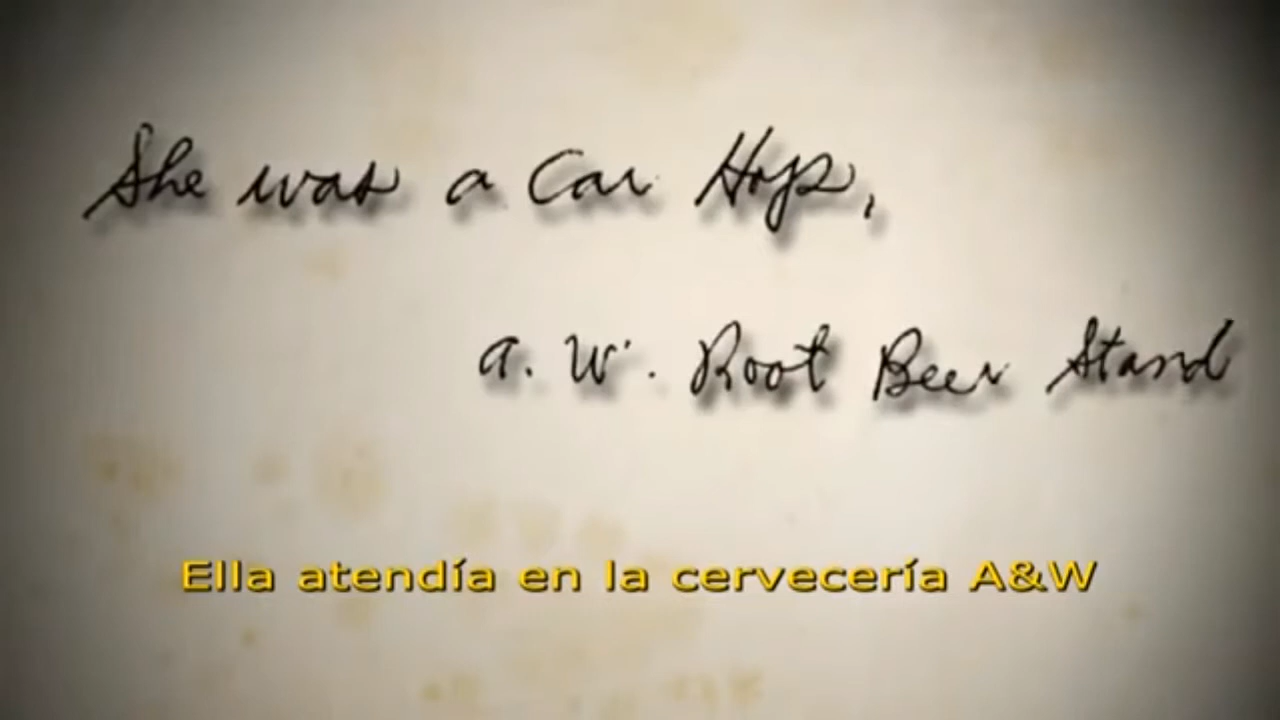 She was a Car Hop,
A. W. Root Beer Stand
Ella atendía en la cervecería A&W